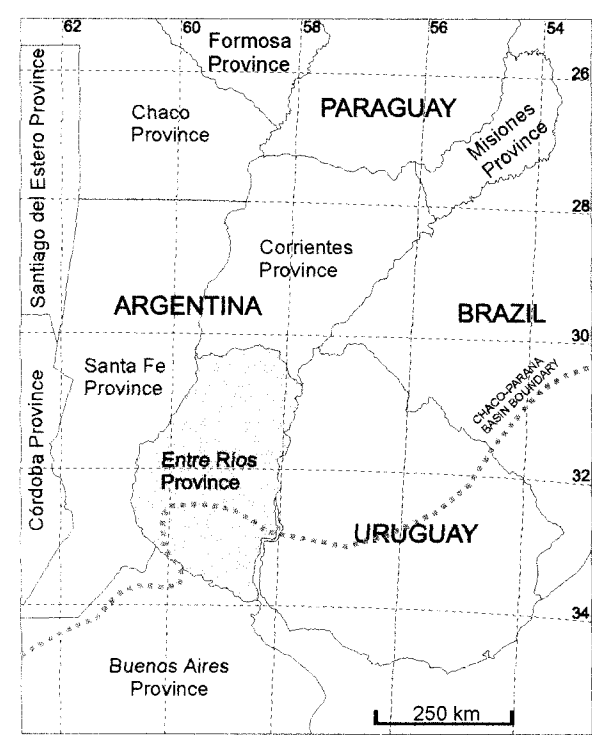 62
60
58
56
54
Formosa
Province
26
Chaco
Province
PARAGUAY
Misiones
Province
Santiago del Estero Province
28
Corrientes
Province
ARGENTINA
BRAZIL
30
Santa Fe
Province
CHACO-PARANA
BASIN BOUNDARY
Córdoba Province
Entre Ríos
Province
32
URUGUAY
34
Buenos Aires
Province
250 km